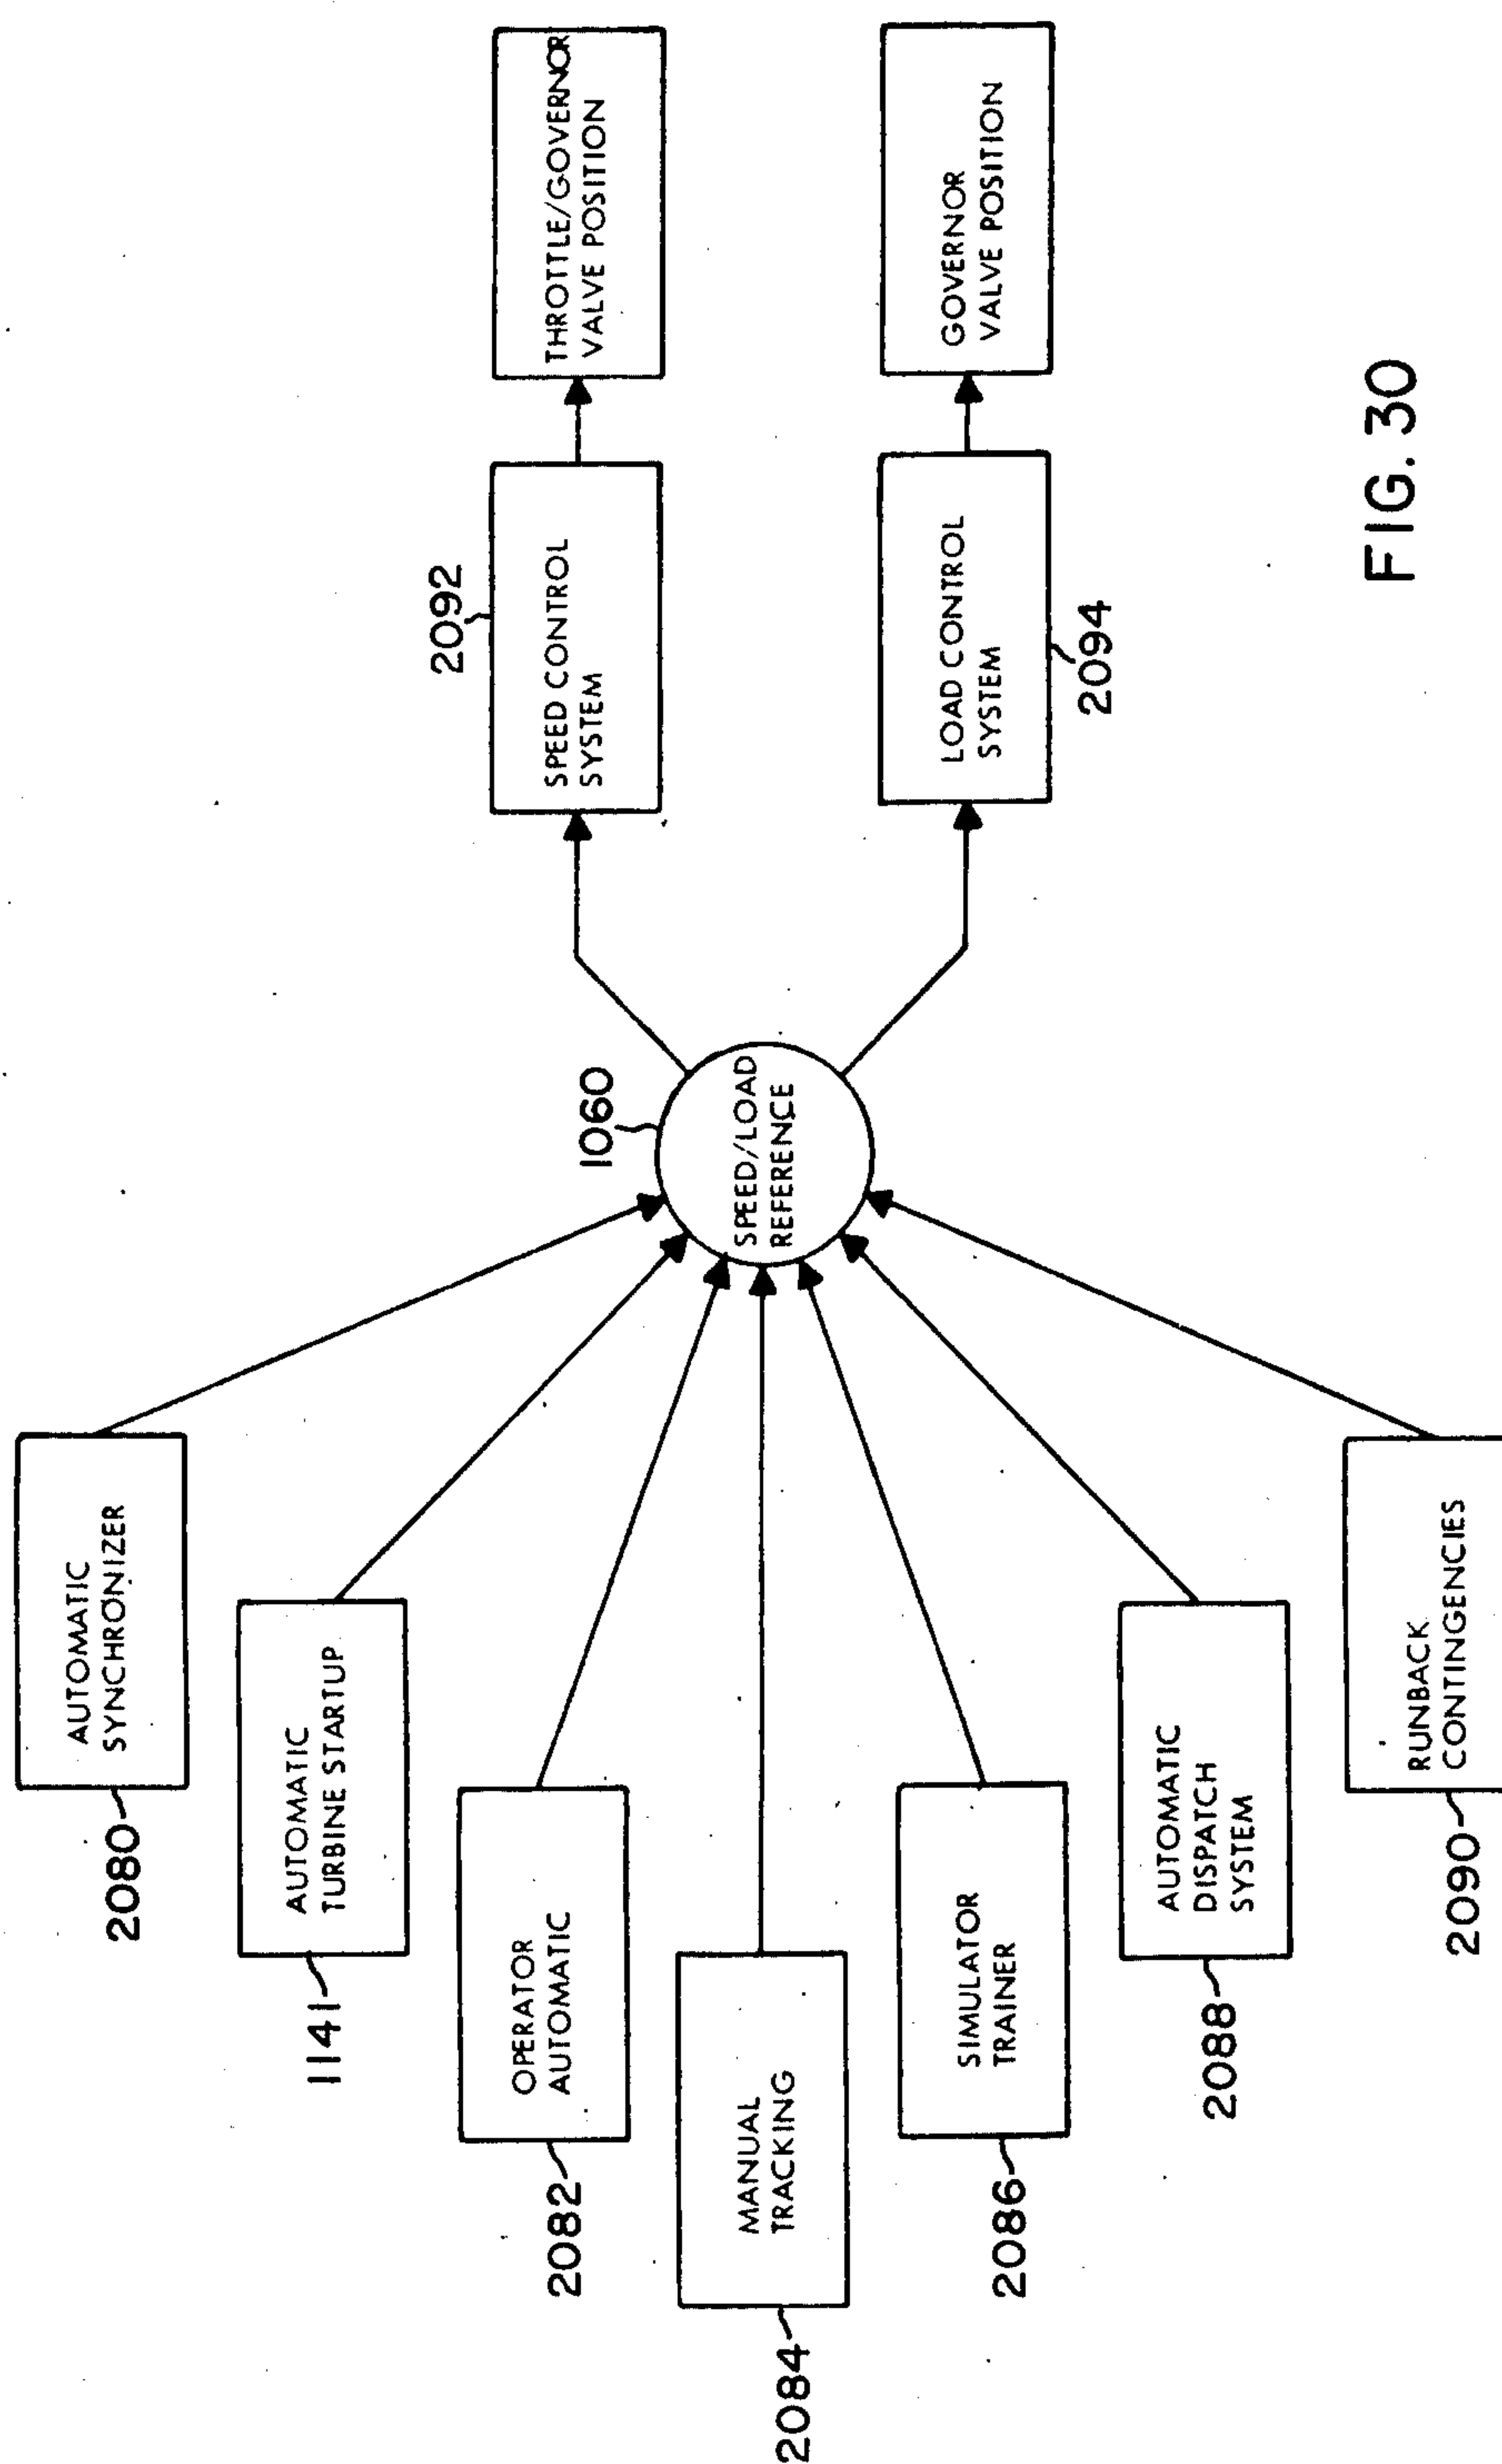 2080
AUTOMATIC
SYNCHRONIZER
1141
AUTOMATIC
TURBINE STARTUP
2082
OPERATOR
AUTOMATIC
2084
MANUAL
TRACKING
2086
SIMULATOR
TRAINER
2088
AUTOMATIC
DISPATCH
SYSTEM
2090
RUNBACK
CONTINGENCIES
1060
SPEED/LOAD
REFERENCE
2092
SPEED CONTROL
SYSTEM
THROTTLE/GOVERNOR
VALVE POSITION
LOAD CONTROL
SYSTEM
2094
GOVERNOR
VALVE POSITION
FIG. 30